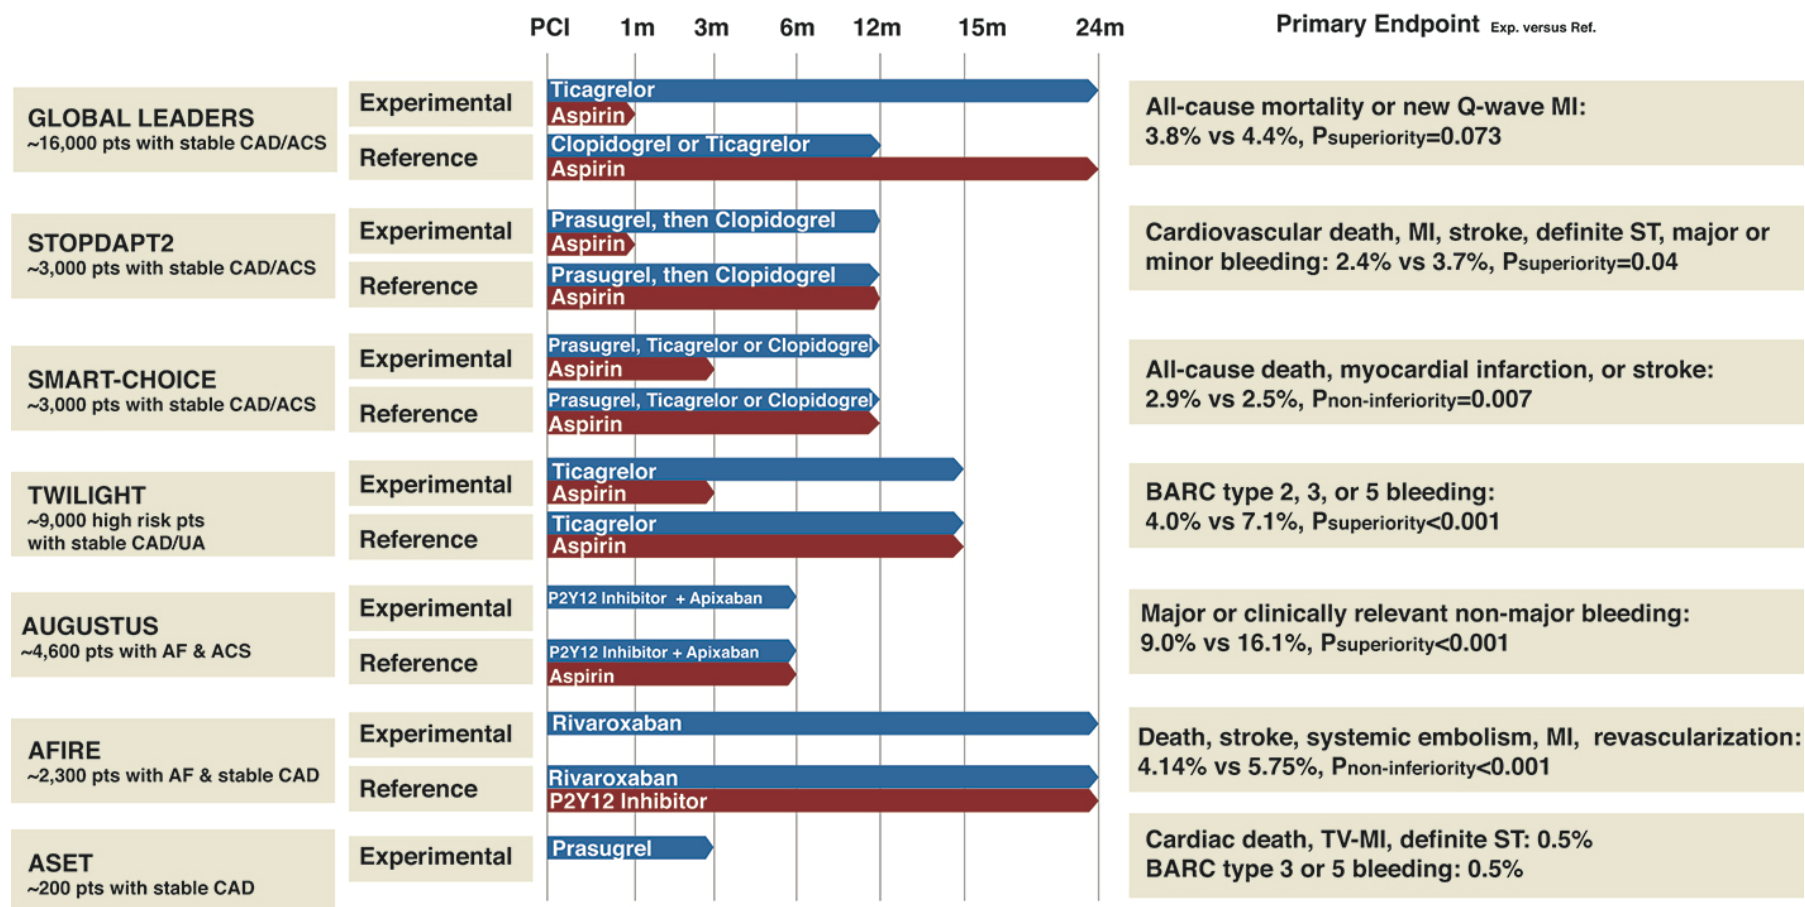 PCI 1m 3m 6m 12m 15m 24m Primary Endpoint Exp. versus Ref.
GLOBAL LEADERS
~16,000 pts with stable CAD/ACS
Experimental
Ticagrelor
Aspirin
Reference
Clopidogrel or Ticagrelor
Aspirin
All-cause mortality or new Q-wave MI:
3.8% vs 4.4%, Psuperiority=0.073
STOPDAPT2
~3,000 pts with stable CAD/ACS
Experimental
Prasugrel, then Clopidogrel
Aspirin
Reference
Prasugrel, then Clopidogrel
Aspirin
Cardiovascular death, MI, stroke, definite ST, major or
minor bleeding: 2.4% vs 3.7%, Psuperiority=0.04
SMART-CHOICE
~3,000 pts with stable CAD/ACS
Experimental
Prasugrel, Ticagrelor or Clopidogrel
Aspirin
Reference
Prasugrel, Ticagrelor or Clopidogrel
Aspirin
All-cause death, myocardial infarction, or stroke:
2.9% vs 2.5%, Pnon-inferiority=0.007
TWILIGHT
~9,000 high risk pts
with stable CAD/UA
Experimental
Ticagrelor
Aspirin
Reference
Ticagrelor
Aspirin
BARC type 2, 3, or 5 bleeding:
4.0% vs 7.1%, Psuperiority<0.001
AUGUSTUS
~4,600 pts with AF & ACS
Experimental
P2Y12 Inhibitor + Apixaban
Reference
P2Y12 Inhibitor + Apixaban
Aspirin
Major or clinically relevant non-major bleeding:
9.0% vs 16.1%, Psuperiority<0.001
AFIRE
~2,300 pts with AF & stable CAD
Experimental
Rivaroxaban
Reference
Rivaroxaban
P2Y12 Inhibitor
Death, stroke, systemic embolism, MI, revascularization:
4.14% vs 5.75%, Pnon-inferiority<0.001
ASET
~200 pts with stable CAD
Experimental
Prasugrel
Cardiac death, TV-MI, definite ST: 0.5%
BARC type 3 or 5 bleeding: 0.5%